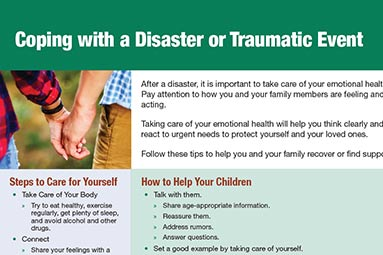 Coping with a Disaster or Traumatic Event
After a disaster, it is important to take care of your emotional
Pay attention to how you and your family members are feeling and
acting.
Taking care of your emotional health will help you think clearly and
react to urgent needs to protect yourself and your loved ones.
Follow these tips to help you and your family recover or find
Steps to Care for Yourself
• Take Care of Your Body
» Try to eat healthy, exercise
regularly, get plenty of sleep,
and avoid alcohol and other
drugs.
• Connect
» Share your feelings with a
How to Help Your Children
• Talk with them.
» Share age-appropriate information.
» Reassure them.
» Address rumors.
» Answer questions.
• Set a good example by taking care of yourself.